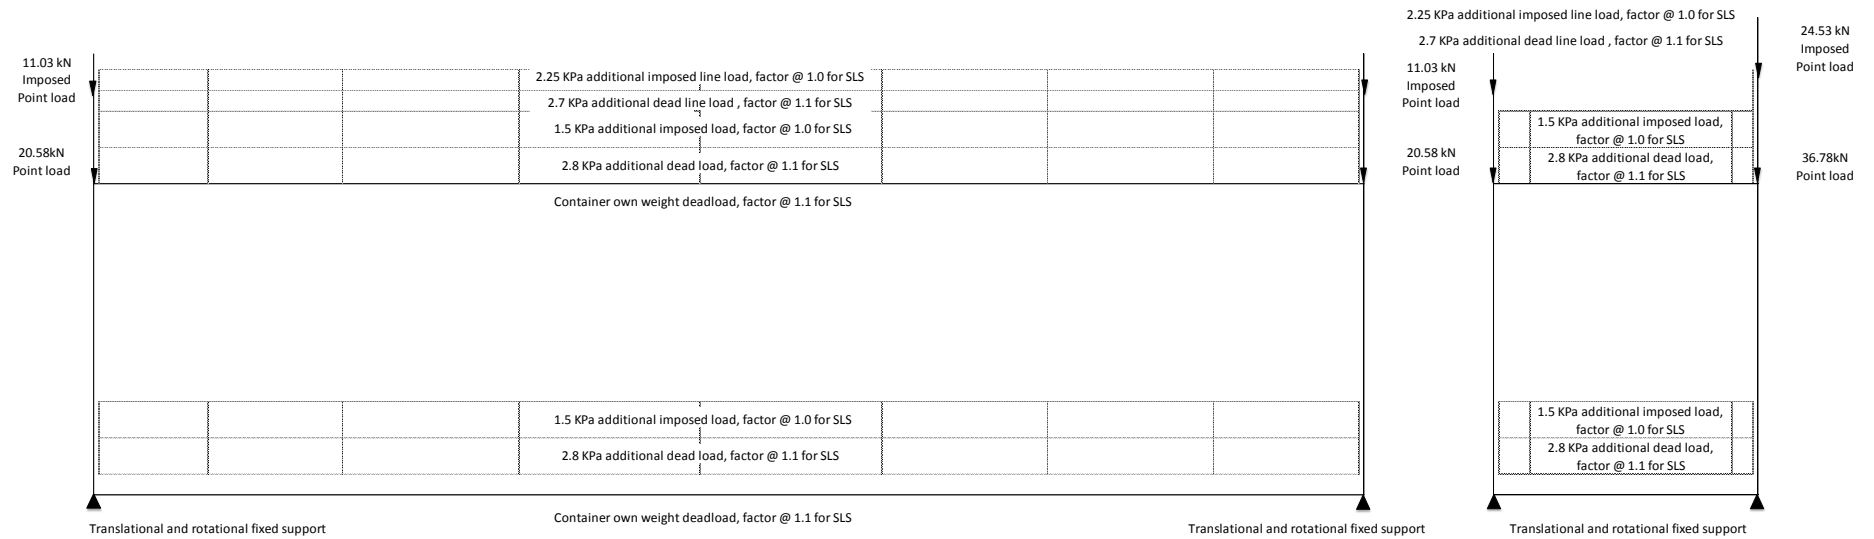 2.25 KPa additional imposed line load, factor @ 1.0 for SLS
2.7 KPa additional dead line load , factor @ 1.1 for SLS
24.53 kN
Imposed
Point load
11.03 kN
Imposed
Point load
2.25 KPa additional imposed line load, factor @ 1.0 for SLS
2.7 KPa additional dead line load , factor @ 1.1 for SLS
1.5 KPa additional imposed load, factor @ 1.0 for SLS
2.8 KPa additional dead load, factor @ 1.1 for SLS
11.03 kN
Imposed
Point load
1.5 KPa additional imposed load,
factor @ 1.0 for SLS
2.8 KPa additional dead load,
factor @ 1.1 for SLS
20.58kN
Point load
20.58 kN
Point load
36.78kN
Point load
Container own weight deadload, factor @ 1.1 for SLS
1.5 KPa additional imposed load, factor @ 1.0 for SLS
2.8 KPa additional dead load, factor @ 1.1 for SLS
1.5 KPa additional imposed load,
factor @ 1.0 for SLS
2.8 KPa additional dead load,
factor @ 1.1 for SLS
Container own weight deadload, factor @ 1.1 for SLS
Translational and rotational fixed support
Translational and rotational fixed support
Translational and rotational fixed support